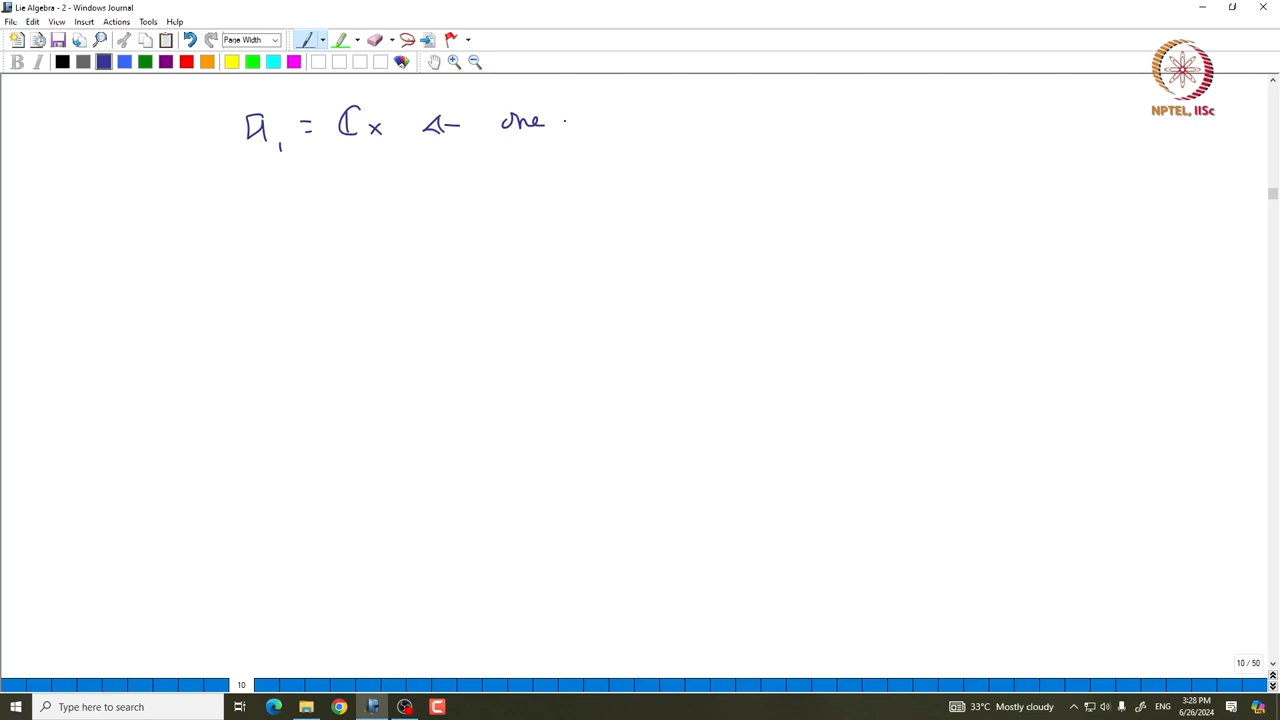 Lie Algebra - 2 - Windows Journal
File Edit View Insert Actions Tools Help
Page Width
B I
NPTEL, IISc
𝔤₁ = ℂx ← one
10 / 50
10
Type here to search
33°C Mostly cloudy ENG 3:28 PM
6/26/2024